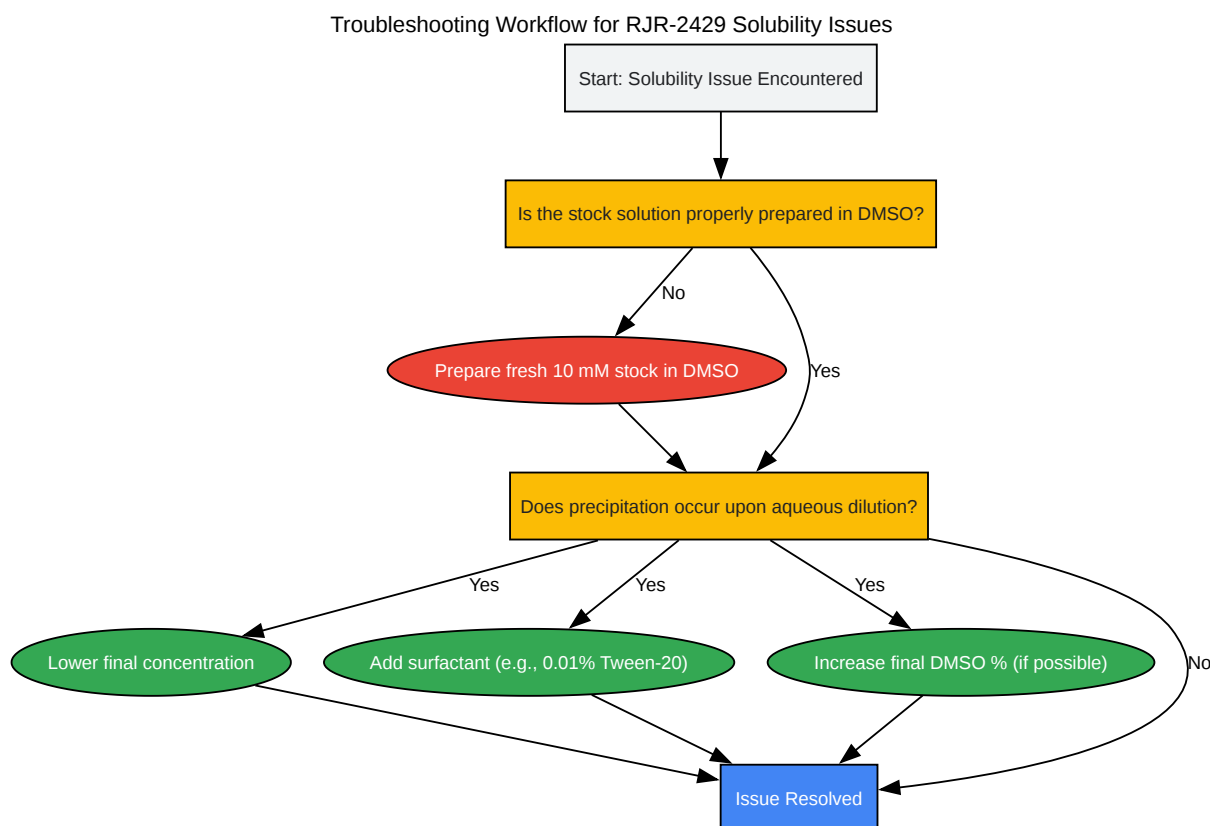 Troubleshooting Workflow for RJR-2429 Solubility Issues
Start: Solubility Issue Encountered
Is the stock solution properly prepared in DMSO?
No
Prepare fresh 10 mM stock in DMSO
Yes
Does precipitation occur upon aqueous dilution?
Yes
Yes
Yes
Lower final concentration
Add surfactant (e.g., 0.01% Tween-20)
Increase final DMSO % (if possible)
No
Issue Resolved